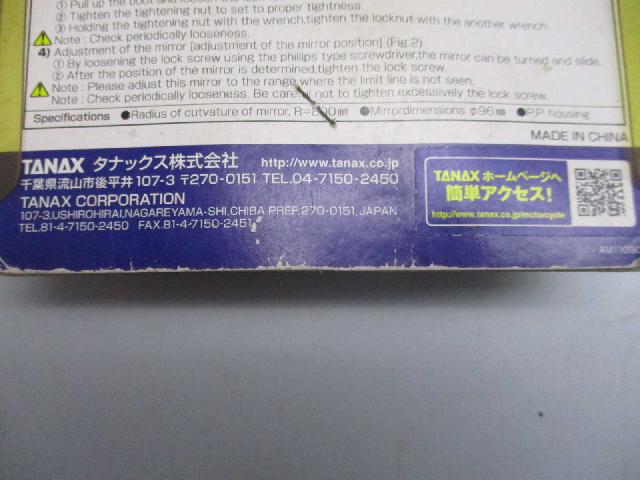 ① Pull up the boot and loosen the
② Tighten the tightening nut to set to proper tightness.
③ Holding the tightening nut with the wrench,tighten the locknut with another wrench.
Note : Check periodically looseness.
4) Adjustment of the mirror [adjustment of the mirror position] (Fig.2)
① By loosening the lock screw using the phillips type screwdriver,the mirror can be turned and slide.
② After the position of the mirror is determined,tighten the lock screw.
Note : Please adjust this mirror to the range where the limit line is not seen.
Note : Check periodically looseness. Be careful not to tighten excessively the lock screw.
Specifications ●Radius of cutvature of mirror, R=800㎜ ●Mirrordimensions φ96㎜ ●P.P. housing
MADE IN CHINA
TANAX タナックス株式会社 http://www.tanax.co.jp
千葉県流山市後平井107-3 〒270-0151 TEL.04-7150-2450
TANAX CORPORATION
107-3,USHIROHIRAI,NAGAREYAMA-SHI,CHIBA PREF.270-0151,JAPAN
TEL.81-4-7150-2450 FAX.81-4-7150-2451
TANAX ホームページへ
簡単アクセス!
http://www.tanax.co.jp/motorcycle